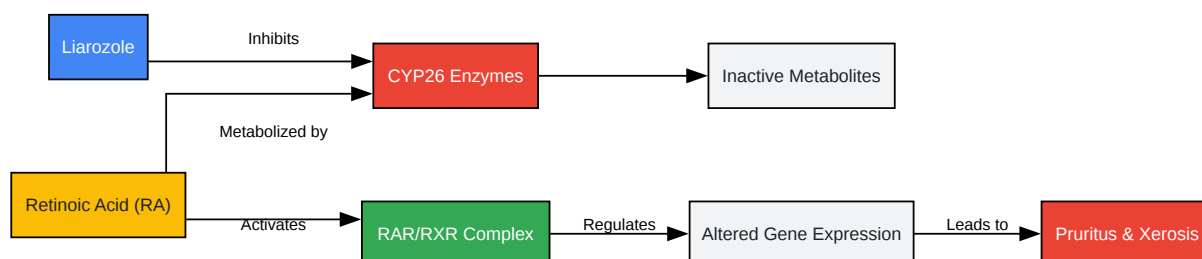 Liarozole
Inhibits
CYP26 Enzymes
Inactive Metabolites
Metabolized by
Retinoic Acid (RA)
Activates
RAR/RXR Complex
Regulates
Altered Gene Expression
Leads to
Pruritus & Xerosis